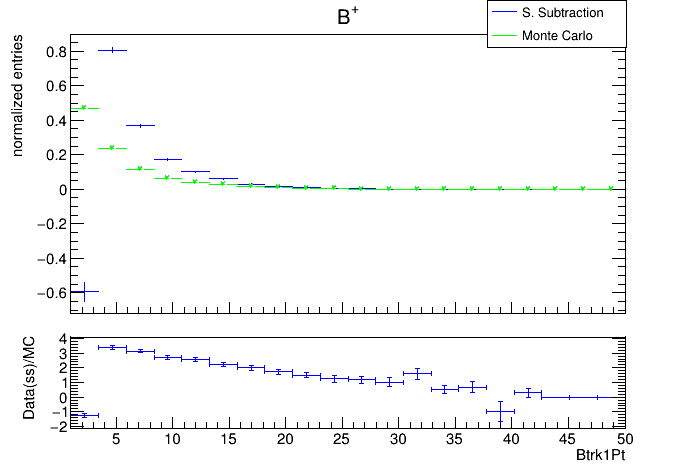 B+
S. Subtraction
Monte Carlo
normalized entries
0.8
0.6
0.4
0.2
0
−0.2
−0.4
−0.6
Data(ss)/MC
4
3
2
1
0
−1
−2
5 10 15 20 25 30 35 40 45 50
Btrk1Pt